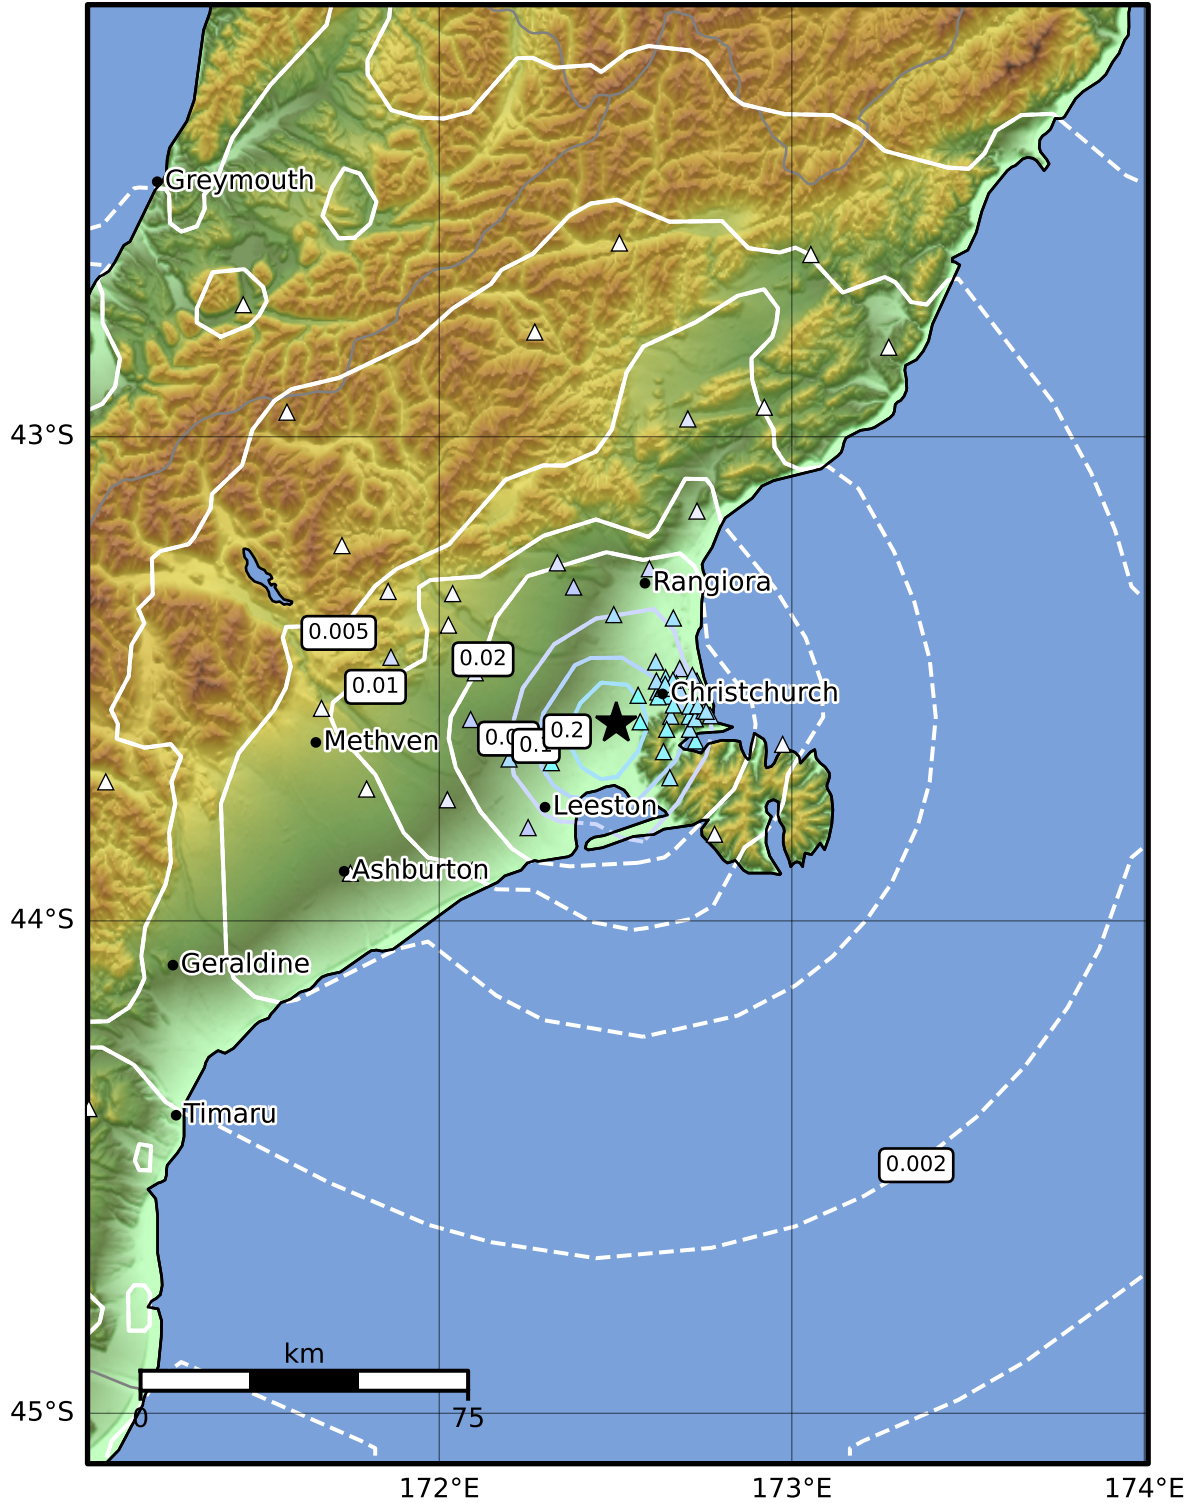 Greymouth
43°S
Rangiora
0.005
0.02
0.01
Christchurch
0.2
Methven
Leeston
Ashburton
44°S
Geraldine
Timaru
0.002
km
0
75
45°S
172°E
173°E
174°E